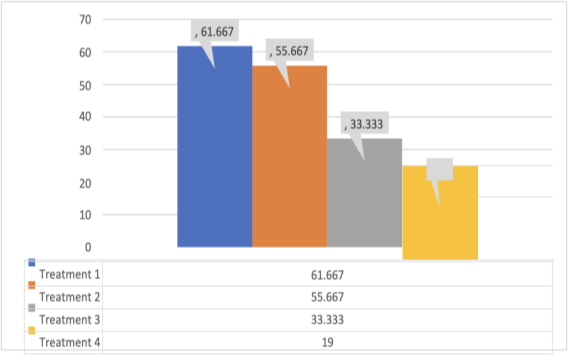 70
, 61.667
60
, 55.667
50
40
, 33.333
30
20
10
0
Treatment 1 61.667
Treatment 2 55.667
Treatment 3 33.333
Treatment 4 19